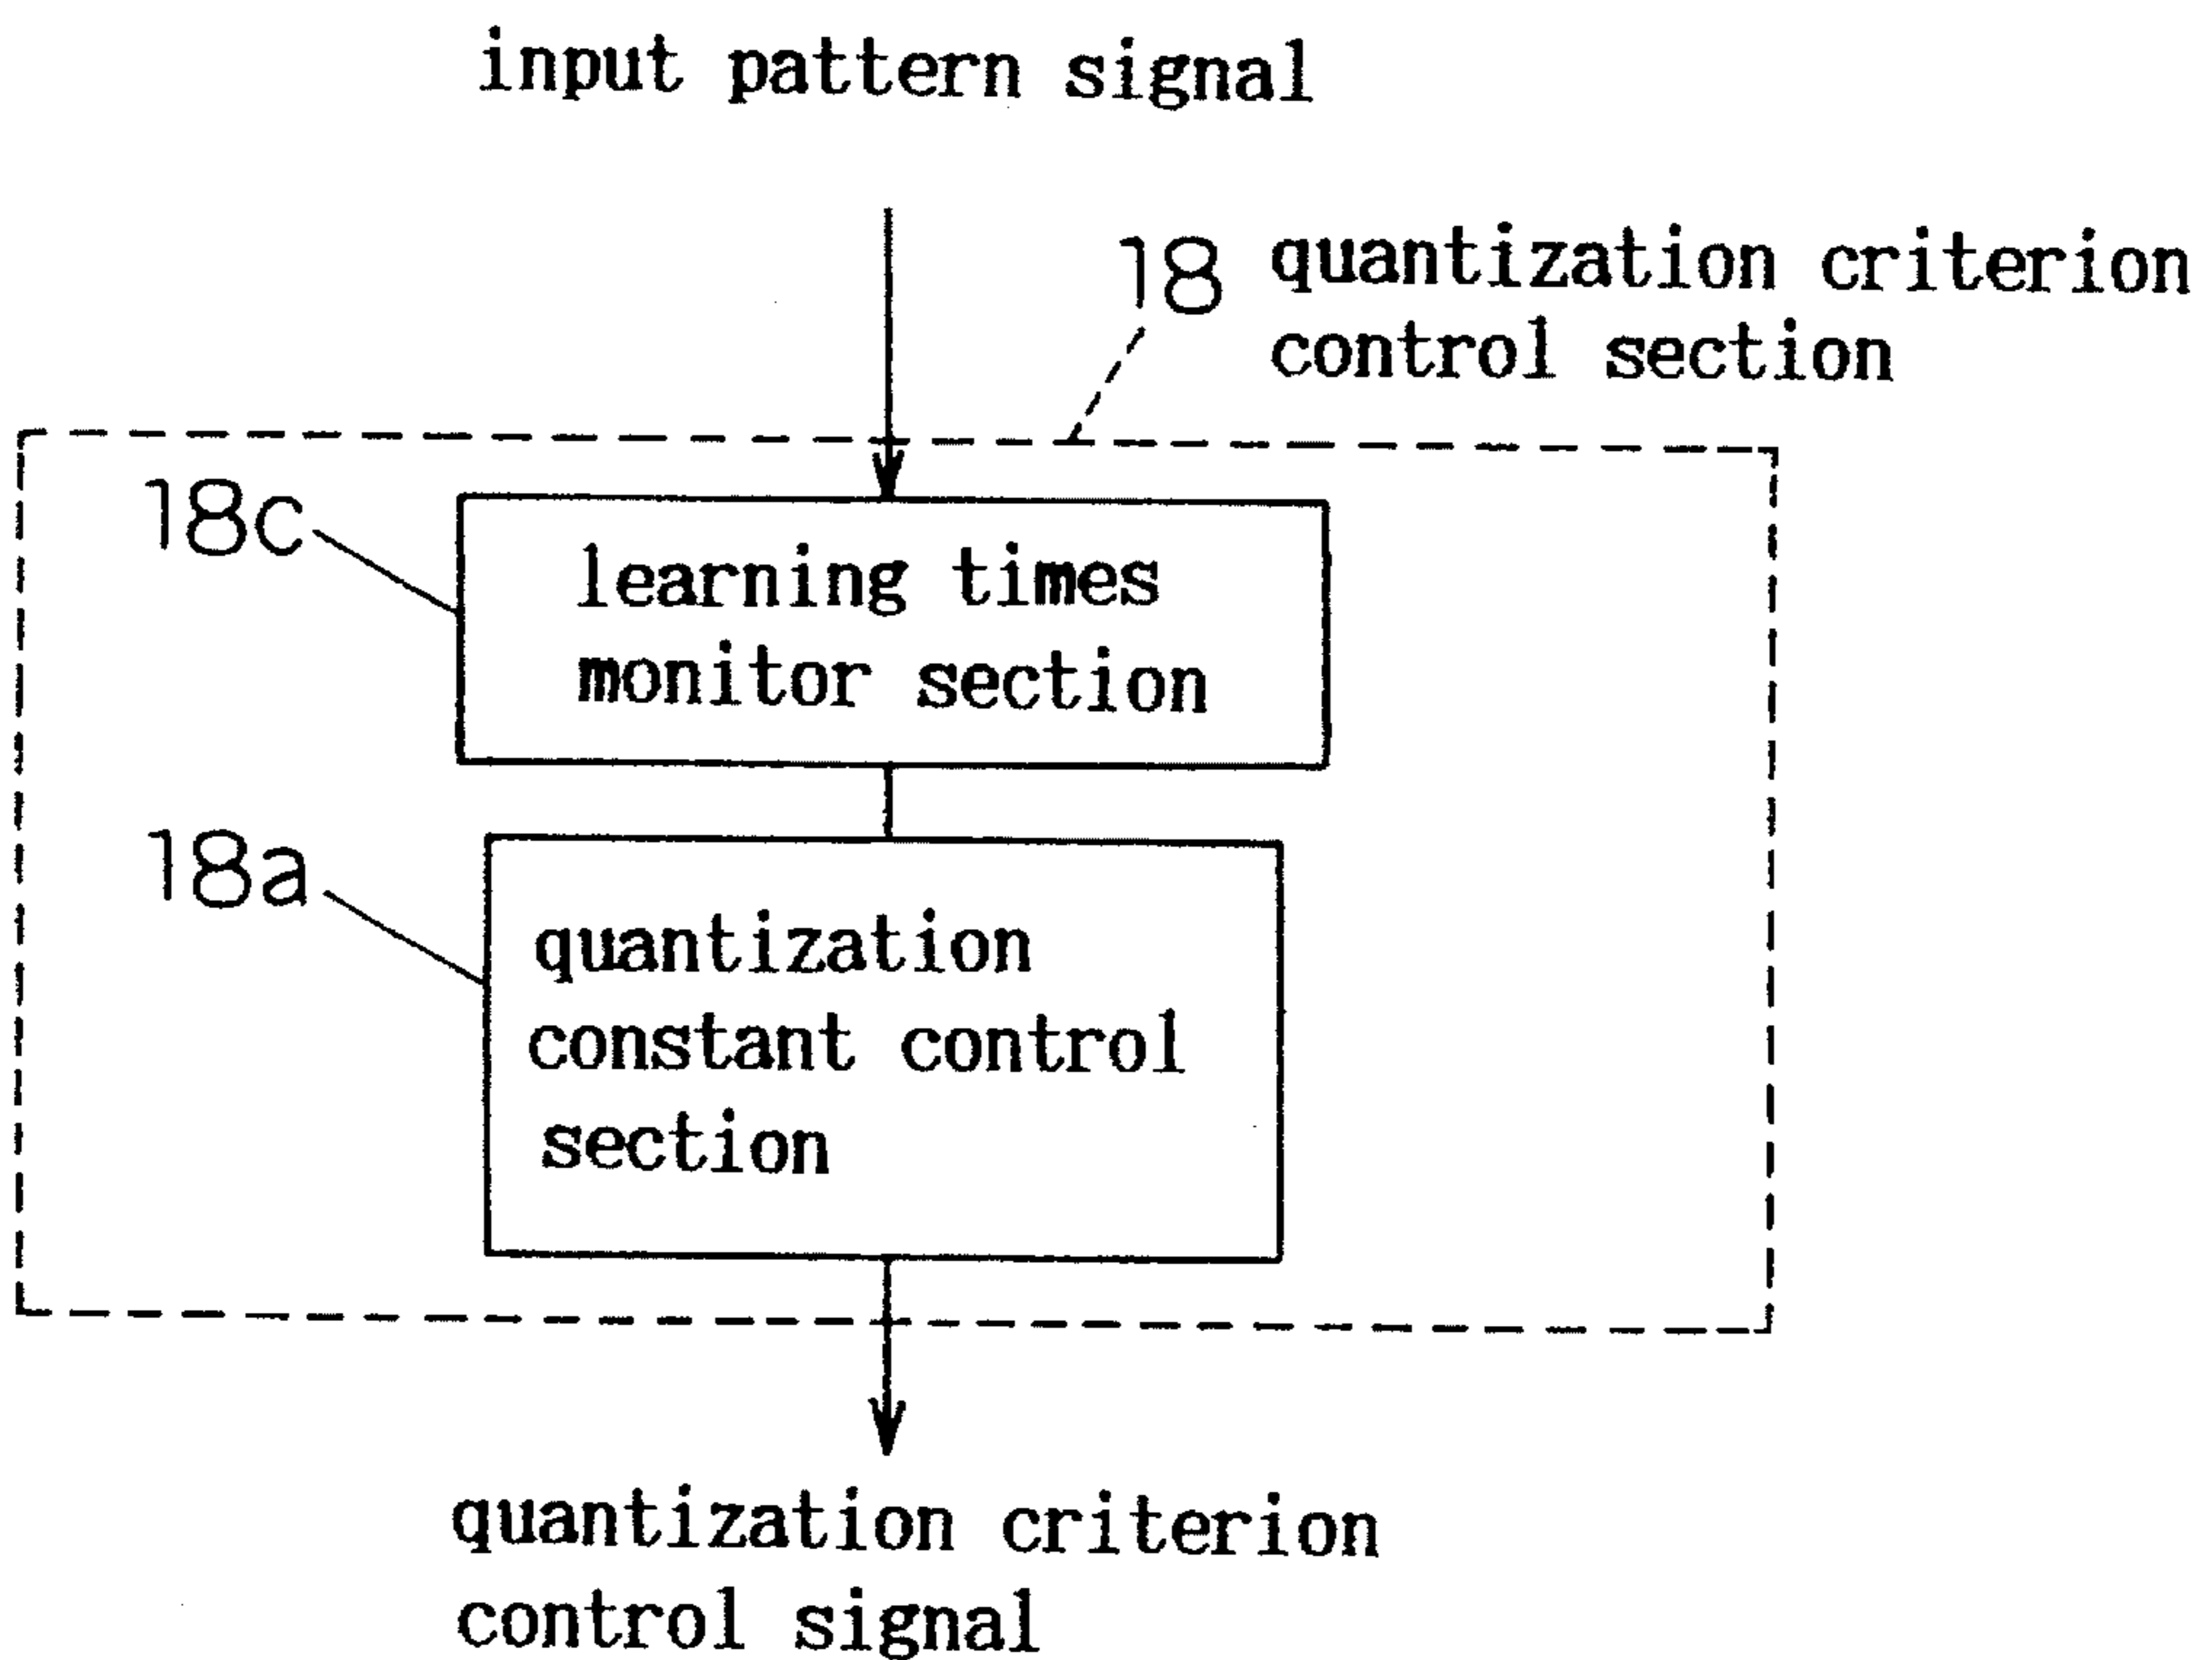 input pattern signal
18 quantization criterion
control section
18c
learning times
monitor section
18a
quantization
constant control
section
quantization criterion
control signal